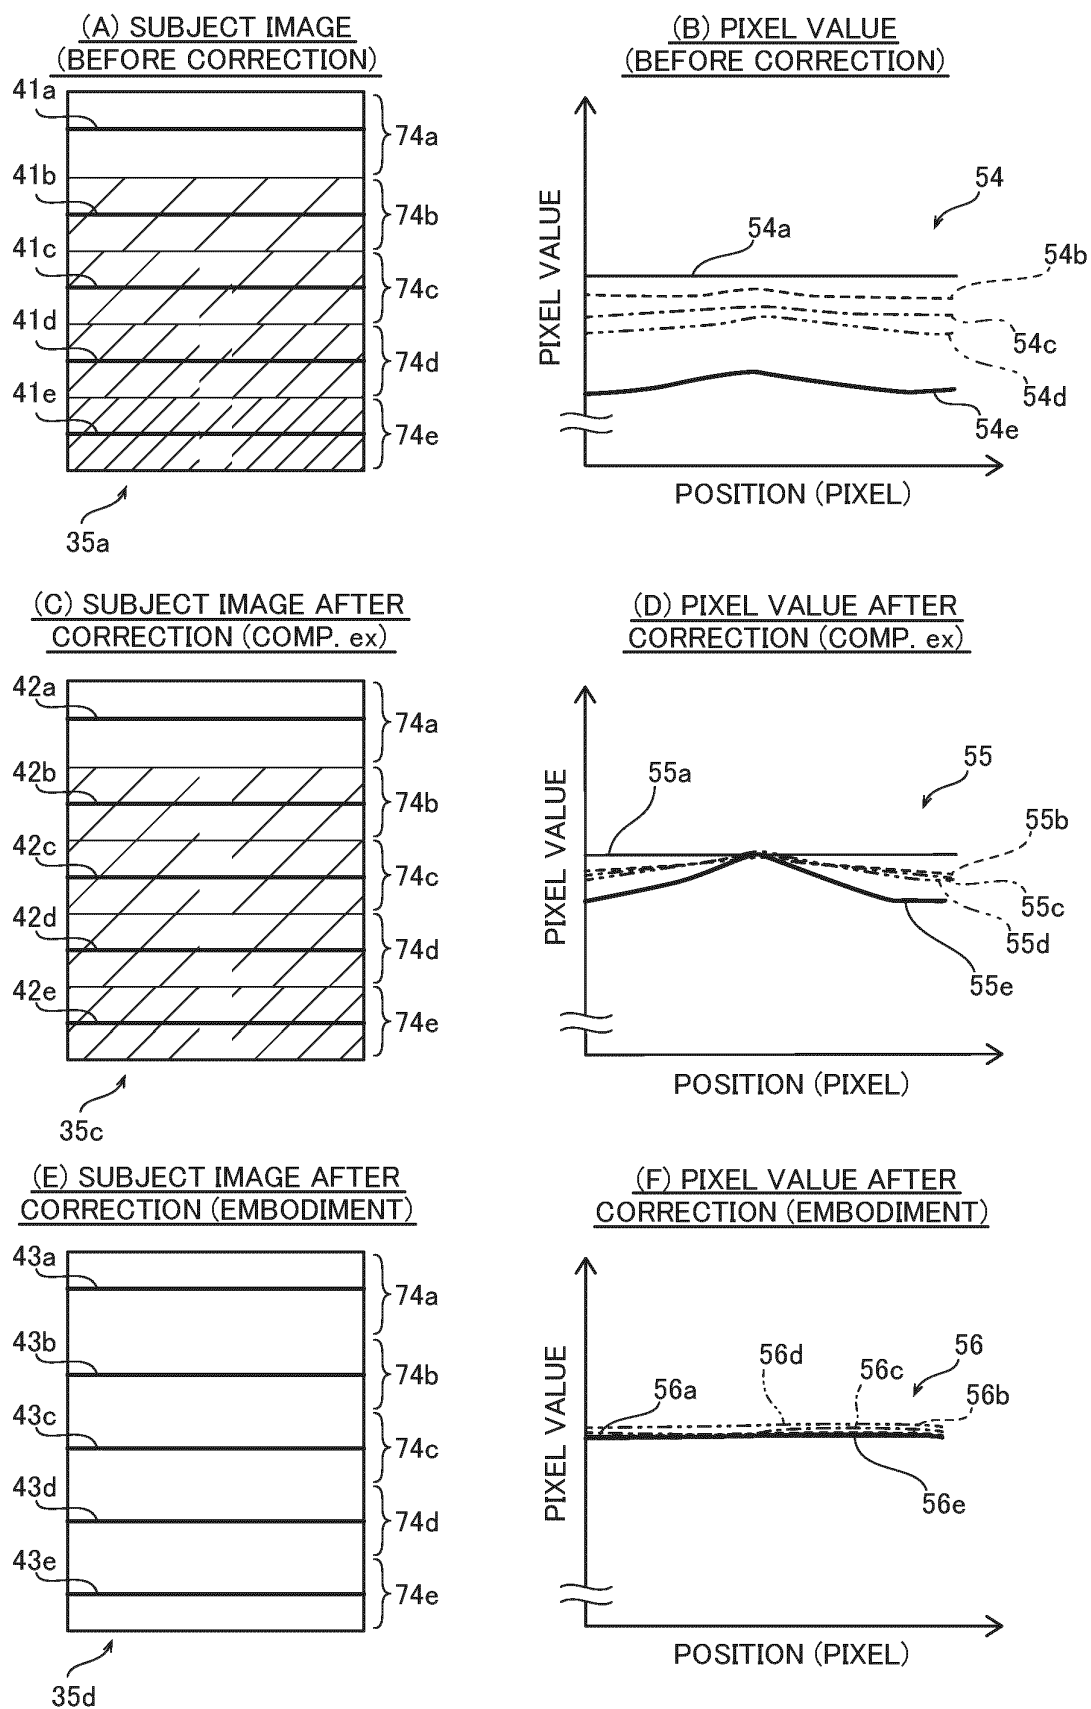 (A) SUBJECT IMAGE
(BEFORE CORRECTION)
41a
74a
41b
74b
41c
74c
41d
74d
41e
74e
35a
(B) PIXEL VALUE
(BEFORE CORRECTION)
PIXEL VALUE
54
54a
54b
54c
54d
54e
POSITION (PIXEL)
(C) SUBJECT IMAGE AFTER
CORRECTION (COMP. ex)
42a
74a
42b
74b
42c
74c
42d
74d
42e
74e
35c
(D) PIXEL VALUE AFTER
CORRECTION (COMP. ex)
PIXEL VALUE
55
55a
55b
55c
55d
55e
POSITION (PIXEL)
(E) SUBJECT IMAGE AFTER
CORRECTION (EMBODIMENT)
43a
74a
43b
74b
43c
74c
43d
74d
43e
74e
35d
(F) PIXEL VALUE AFTER
CORRECTION (EMBODIMENT)
PIXEL VALUE
56
56a
56d
56c
56b
56e
POSITION (PIXEL)